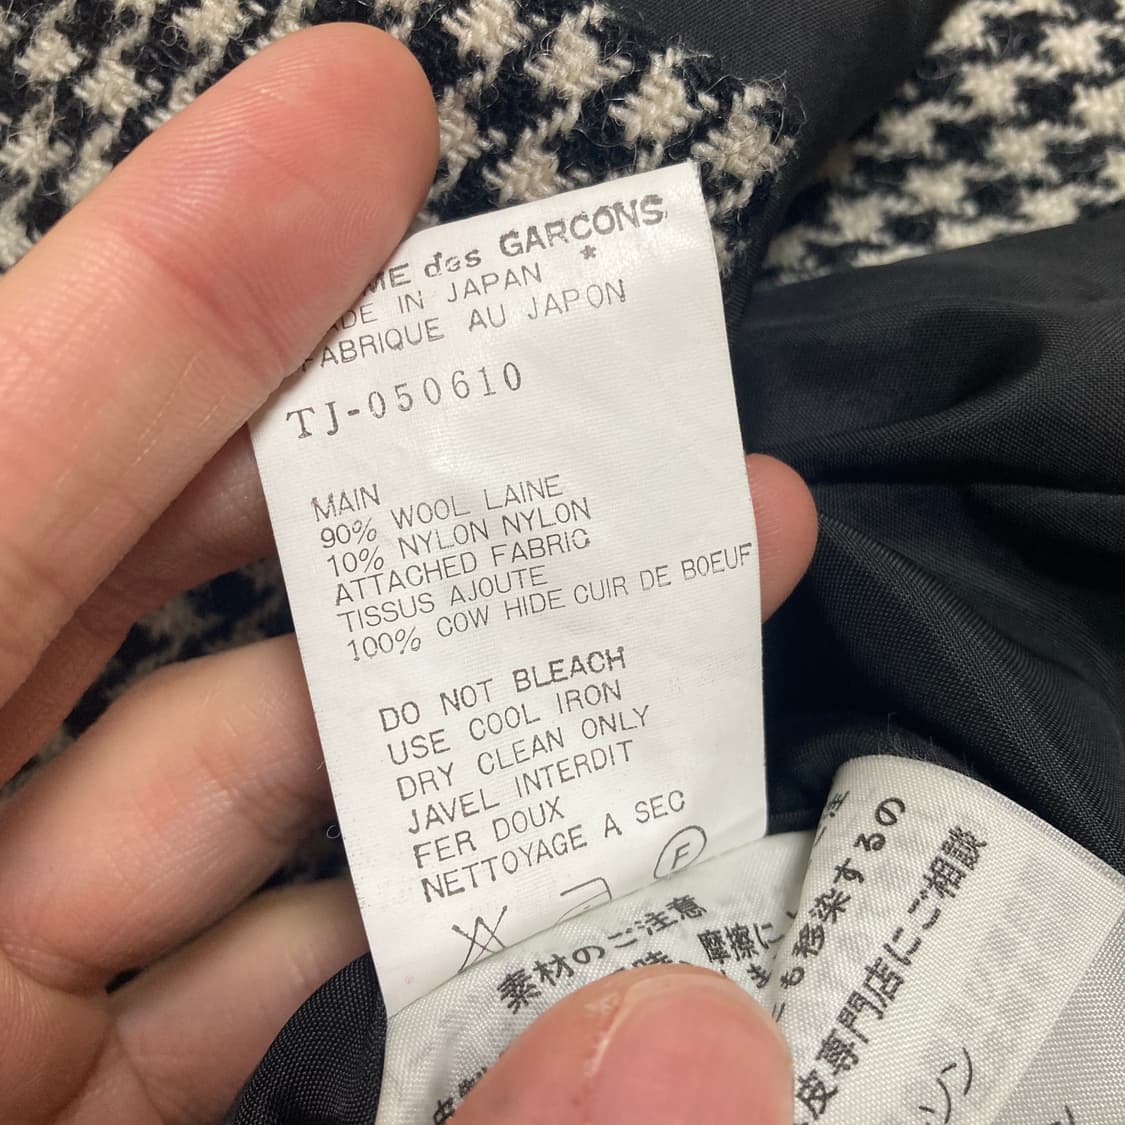 ME des GARCONS
*
ADE IN JAPAN
FABRIQUE AU JAPON
TJ-050610
MAIN
90% WOOL LAINE
10% NYLON NYLON
ATTACHED FABRIC
TISSUS AJOUTE
100% COW HIDE CUIR DE BOEUF
DO NOT BLEACH
USE COOL IRON
DRY CLEAN ONLY
JAVEL INTERDIT
FER DOUX
NETTOYAGE A SEC
F
素材のご注意
摩擦に
も移染するの
皮専門店にご相談